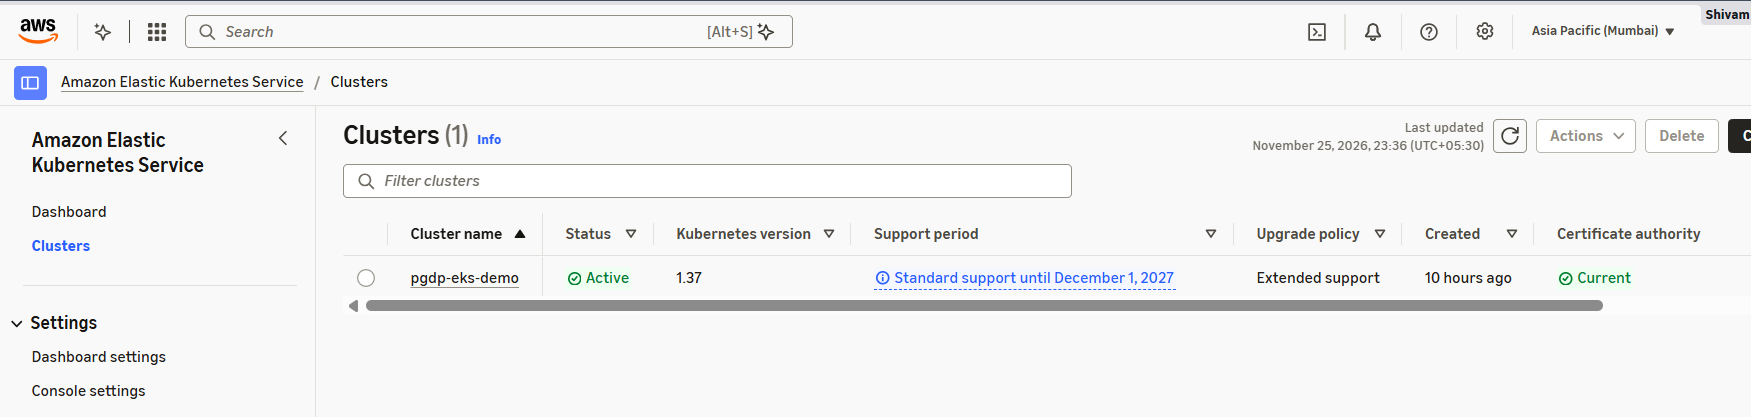 Shivam
aws
Search [Alt+S]
Asia Pacific (Mumbai)
Amazon Elastic Kubernetes Service / Clusters
Amazon Elastic
Kubernetes Service
Dashboard
Clusters
Settings
Dashboard settings
Console settings
Clusters (1) Info
Last updated
November 25, 2026, 23:36 (UTC+05:30)
Actions
Delete
Filter clusters
Cluster name Status Kubernetes version Support period Upgrade policy Created Certificate authority
pgdp-eks-demo Active 1.37 Standard support until December 1, 2027 Extended support 10 hours ago Current